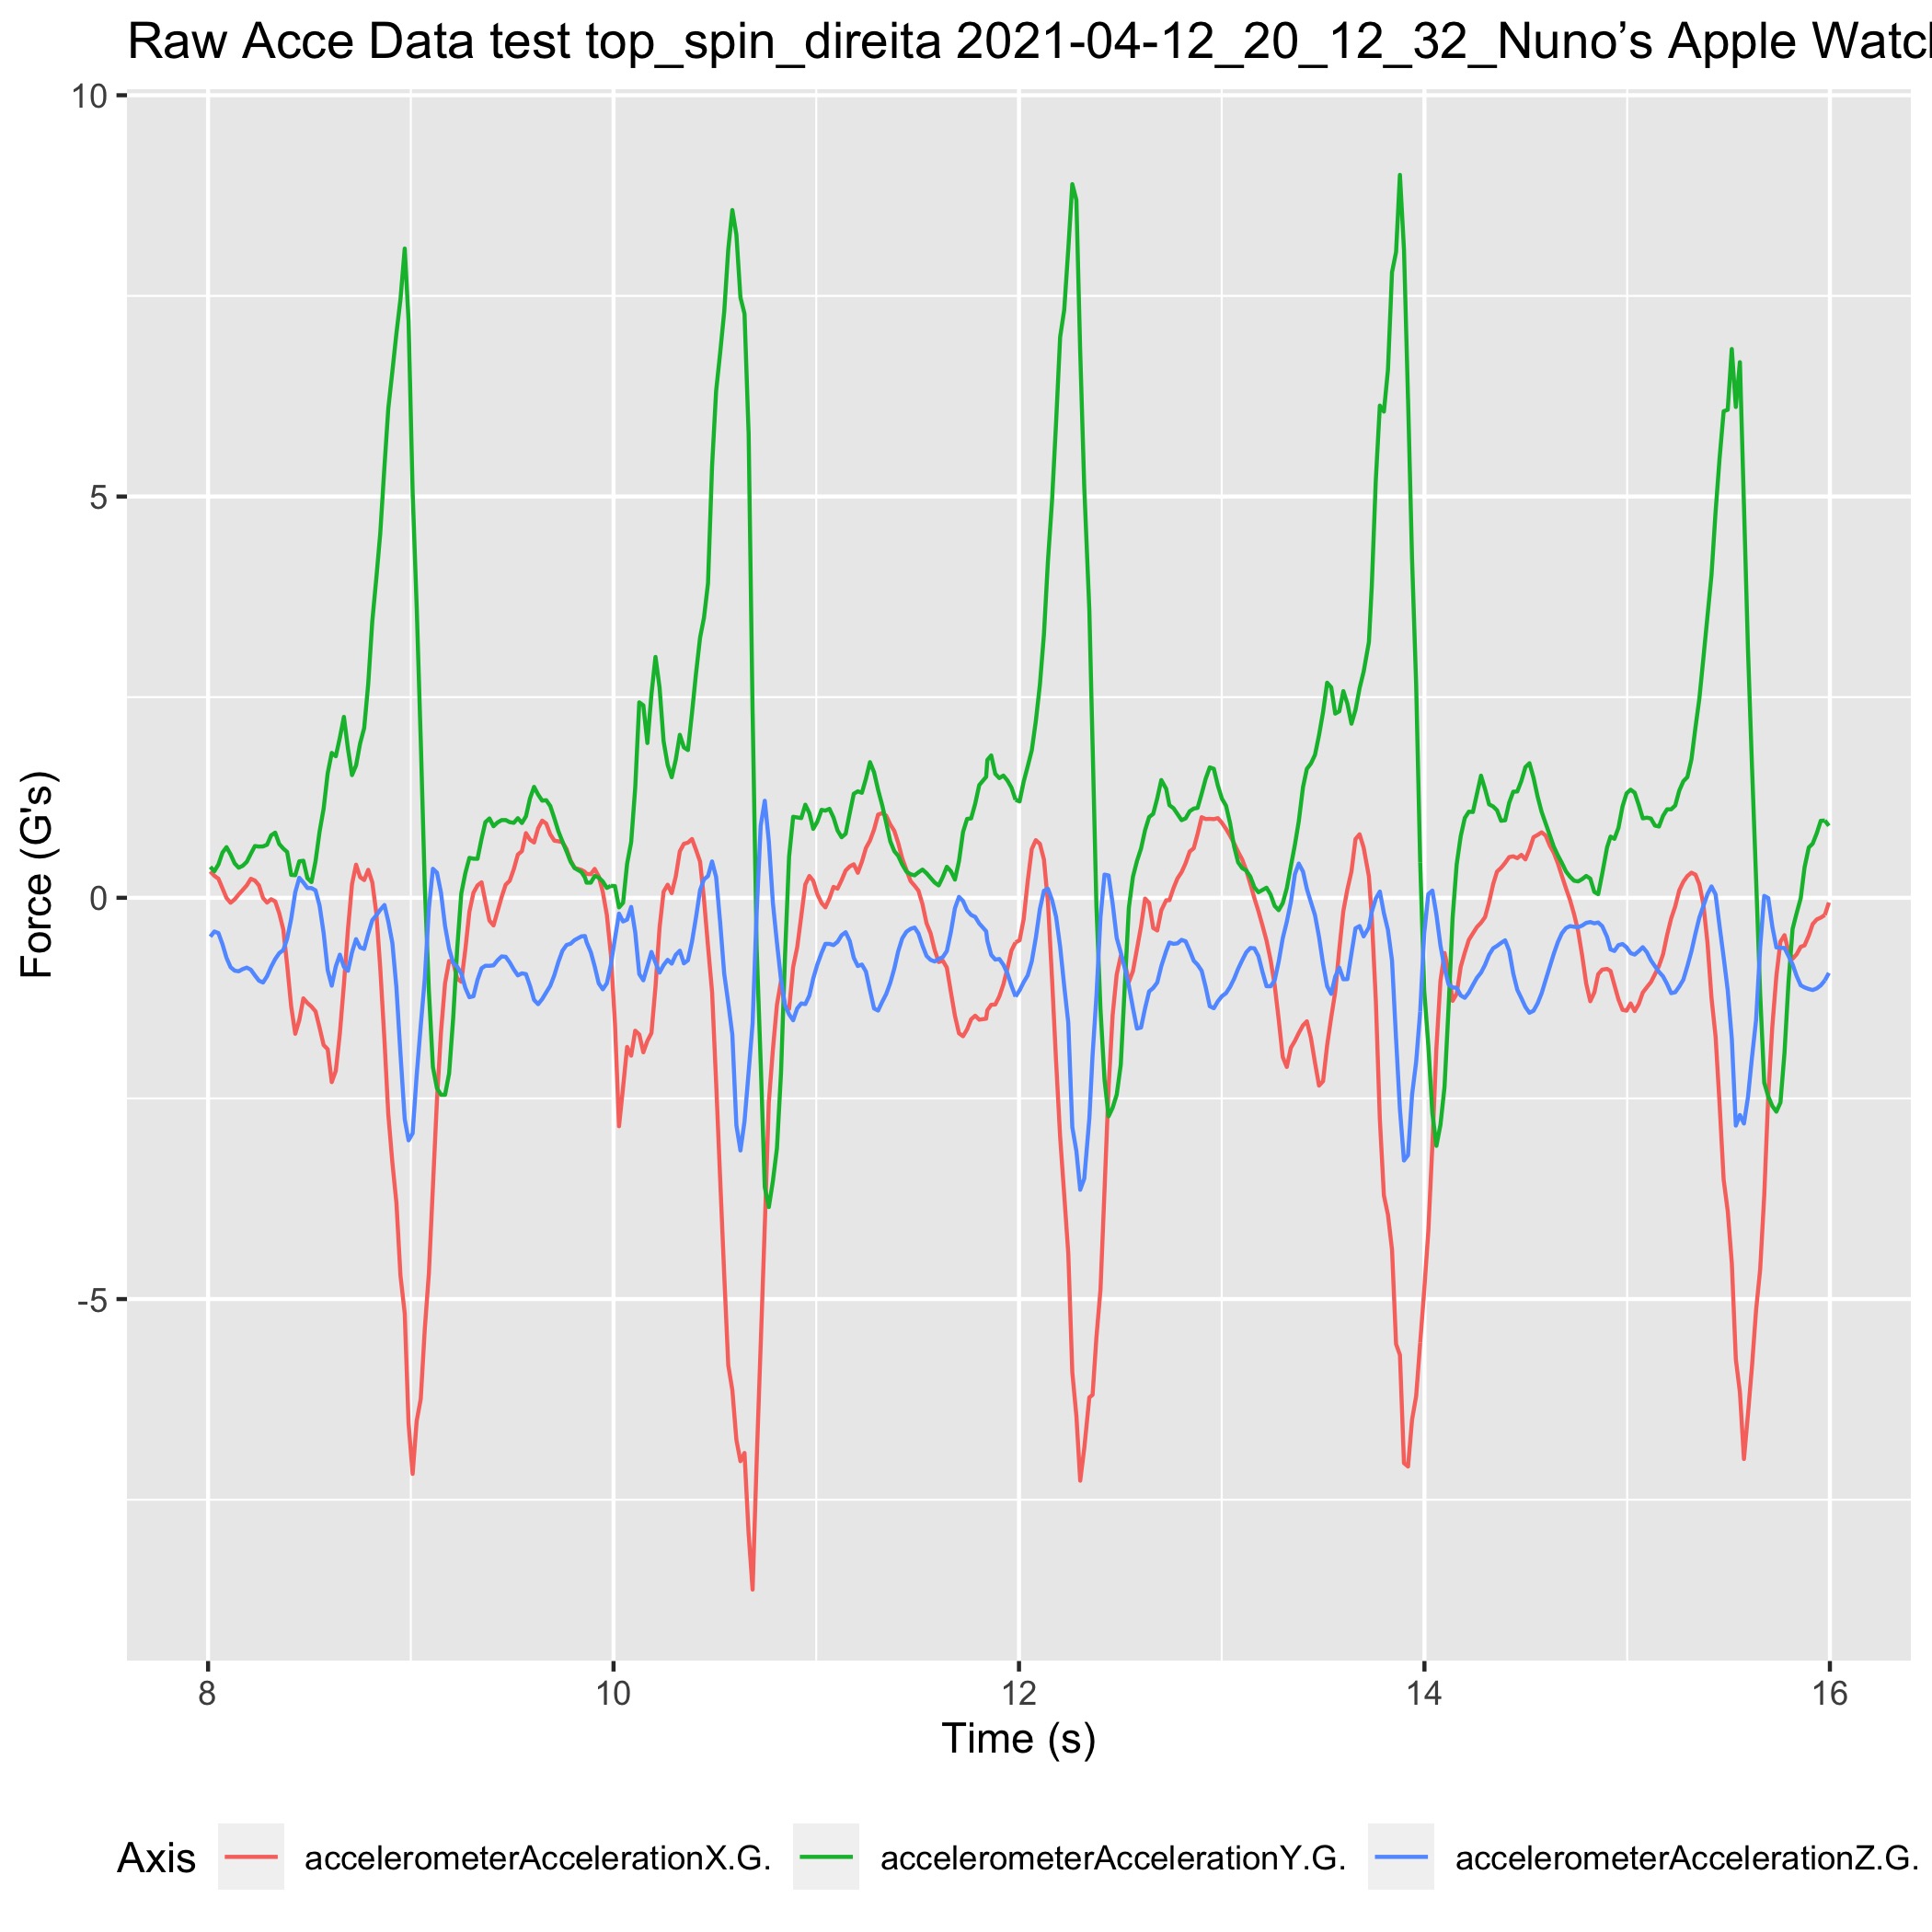 Raw Acce Data test top_spin_direita 2021-04-12_20_12_32_Nuno’s Apple Watc
10
5
0
-5
Force (G's)
8 10 12 14 16
Time (s)
Axis accelerometerAccelerationX.G. accelerometerAccelerationY.G. accelerometerAccelerationZ.G.